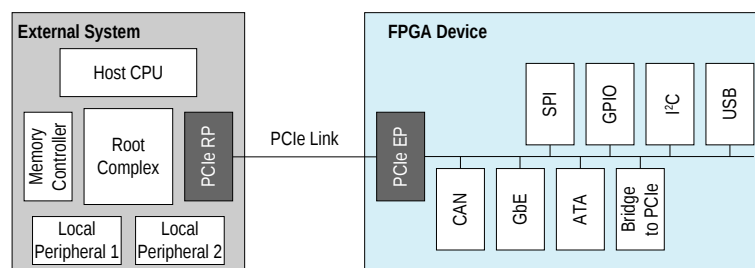 External System
Host CPU
Memory
Controller
Root
Complex
PCIe RP
Local
Peripheral 1
Local
Peripheral 2
PCIe Link
FPGA Device
PCIe EP
SPI
GPIO
I²C
USB
CAN
GbE
ATA
Bridge
to PCIe